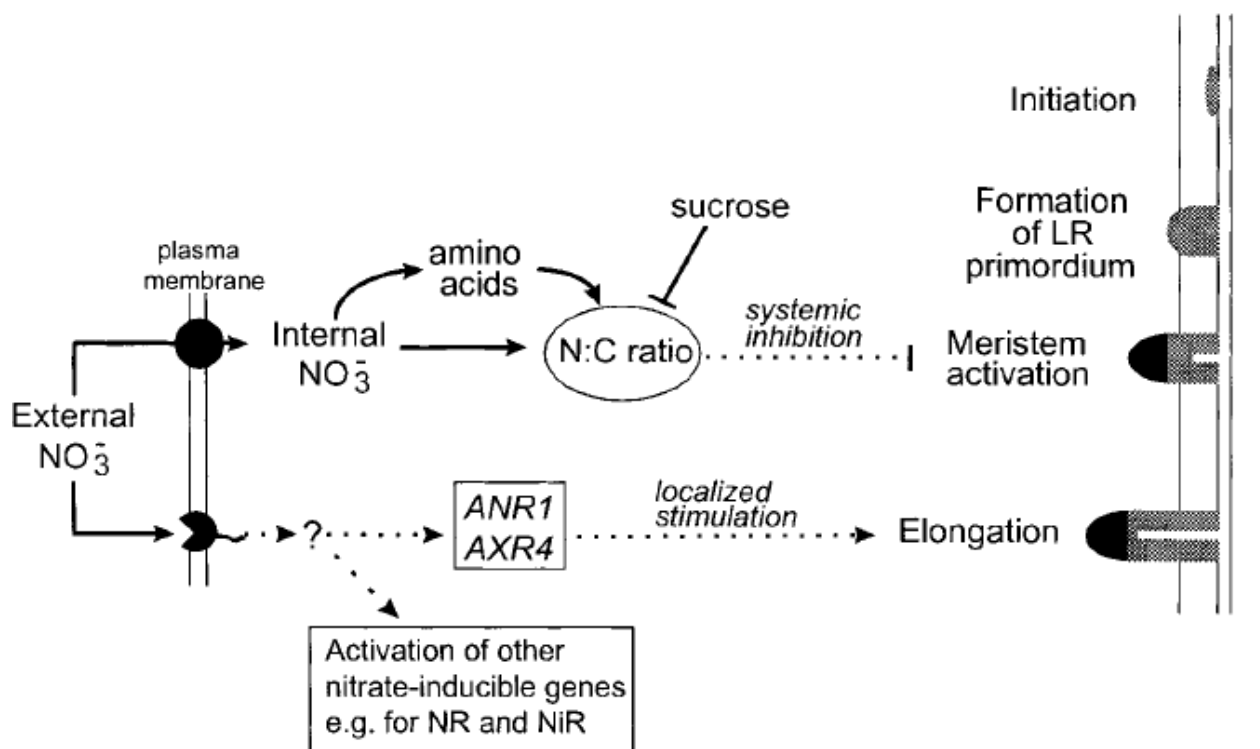 Initiation
Formation
of LR
primordium
sucrose
plasma
membrane
amino
acids
systemic
inhibition
Internal
NO₃⁻
N:C ratio
Meristem
activation
External
NO₃⁻
ANR1
AXR4
localized
stimulation
?
Elongation
Activation of other
nitrate-inducible genes
e.g. for NR and NiR